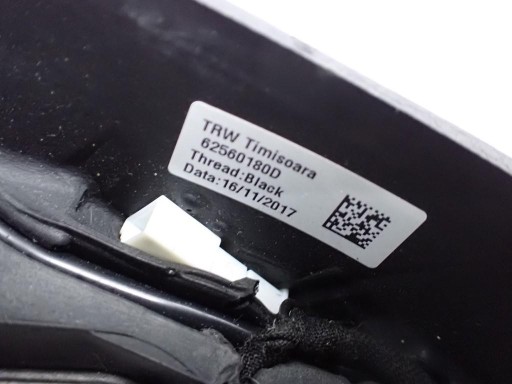 TRW Timisoara
62560180D
Thread:Black
Data:16/11/2017